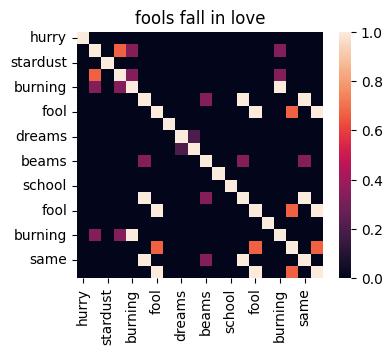 fools fall in love
hurry
stardust
burning
fool
dreams
beams
school
fool
burning
same
1.0
0.8
0.6
0.4
0.2
0.0
hurry
stardust
burning
fool
dreams
beams
school
fool
burning
same